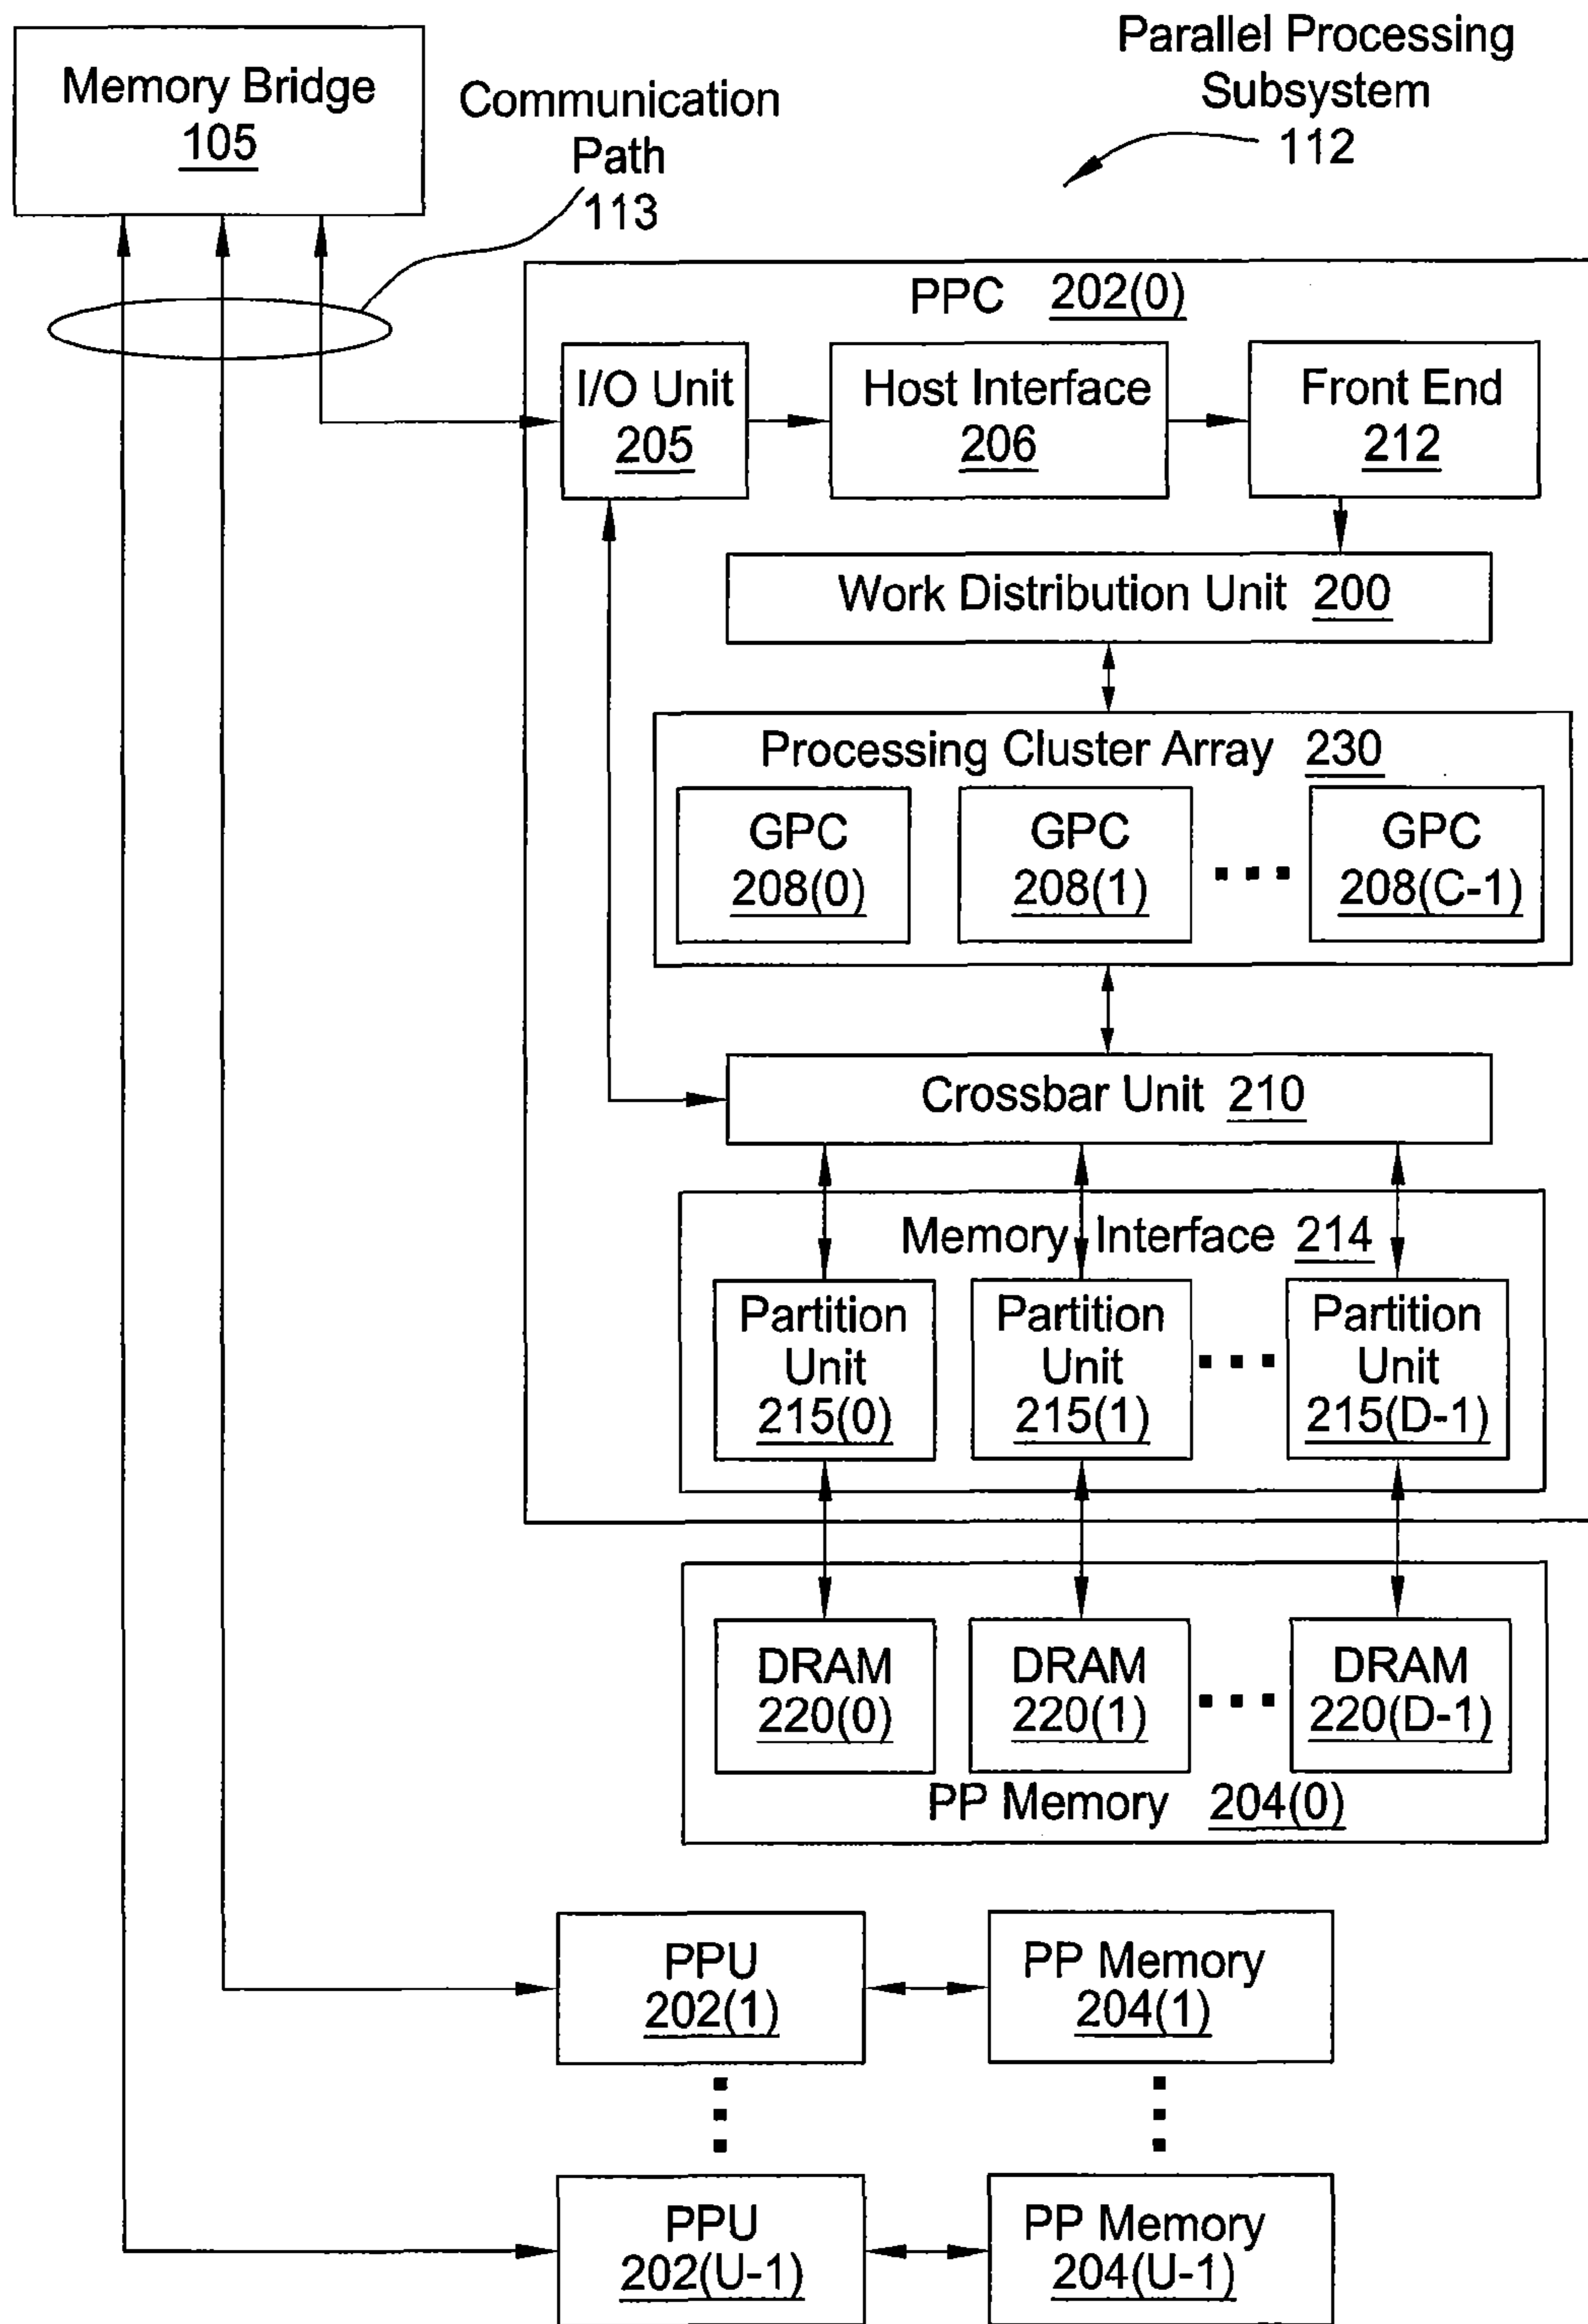 Parallel Processing
Subsystem
112
Memory Bridge
105
Communication
Path
113
PPC 202(0)
I/O Unit
205
Host Interface
206
Front End
212
Work Distribution Unit 200
Processing Cluster Array 230
GPC
208(0)
GPC
208(1)
GPC
208(C-1)
Crossbar Unit 210
Memory Interface 214
Partition
Unit
215(0)
Partition
Unit
215(1)
Partition
Unit
215(D-1)
DRAM
220(0)
DRAM
220(1)
DRAM
220(D-1)
PP Memory 204(0)
PPU
202(1)
PP Memory
204(1)
PPU
202(U-1)
PP Memory
204(U-1)